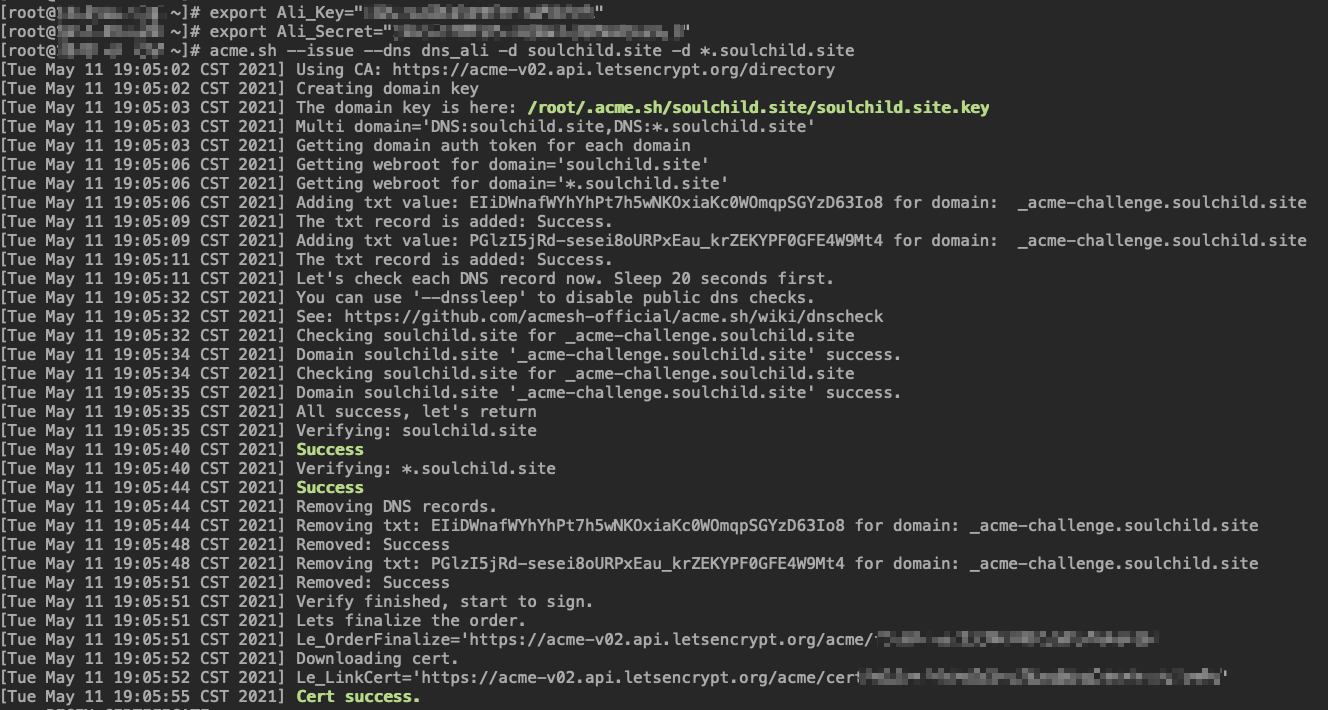 [root@ ~]# export Ali_Key=" "
[root@ ~]# export Ali_Secret=" "
[root@ ~]# acme.sh --issue --dns dns_ali -d soulchild.site -d *.soulchild.site
[Tue May 11 19:05:02 CST 2021] Using CA: https://acme-v02.api.letsencrypt.org/directory
[Tue May 11 19:05:02 CST 2021] Creating domain key
[Tue May 11 19:05:03 CST 2021] The domain key is here: /root/.acme.sh/soulchild.site/soulchild.site.key
[Tue May 11 19:05:03 CST 2021] Multi domain='DNS:soulchild.site,DNS:*.soulchild.site'
[Tue May 11 19:05:03 CST 2021] Getting domain auth token for each domain
[Tue May 11 19:05:06 CST 2021] Getting webroot for domain='soulchild.site'
[Tue May 11 19:05:06 CST 2021] Getting webroot for domain='*.soulchild.site'
[Tue May 11 19:05:06 CST 2021] Adding txt value: EIiDWnafWYhYhPt7h5wNKOxiaKc0WOmqpSGYzD63Io8 for domain:  _acme-challenge.soulchild.site
[Tue May 11 19:05:09 CST 2021] The txt record is added: Success.
[Tue May 11 19:05:09 CST 2021] Adding txt value: PGlzI5jRd-sesei8oURPxEau_krZEKYPF0GFE4W9Mt4 for domain:  _acme-challenge.soulchild.site
[Tue May 11 19:05:11 CST 2021] The txt record is added: Success.
[Tue May 11 19:05:11 CST 2021] Let's check each DNS record now. Sleep 20 seconds first.
[Tue May 11 19:05:32 CST 2021] You can use '--dnssleep' to disable public dns checks.
[Tue May 11 19:05:32 CST 2021] See: https://github.com/acmesh-official/acme.sh/wiki/dnscheck
[Tue May 11 19:05:32 CST 2021] Checking soulchild.site for _acme-challenge.soulchild.site
[Tue May 11 19:05:34 CST 2021] Domain soulchild.site '_acme-challenge.soulchild.site' success.
[Tue May 11 19:05:34 CST 2021] Checking soulchild.site for _acme-challenge.soulchild.site
[Tue May 11 19:05:35 CST 2021] Domain soulchild.site '_acme-challenge.soulchild.site' success.
[Tue May 11 19:05:35 CST 2021] All success, let's return
[Tue May 11 19:05:35 CST 2021] Verifying: soulchild.site
[Tue May 11 19:05:40 CST 2021] Success
[Tue May 11 19:05:40 CST 2021] Verifying: *.soulchild.site
[Tue May 11 19:05:44 CST 2021] Success
[Tue May 11 19:05:44 CST 2021] Removing DNS records.
[Tue May 11 19:05:44 CST 2021] Removing txt: EIiDWnafWYhYhPt7h5wNKOxiaKc0WOmqpSGYzD63Io8 for domain: _acme-challenge.soulchild.site
[Tue May 11 19:05:48 CST 2021] Removed: Success
[Tue May 11 19:05:48 CST 2021] Removing txt: PGlzI5jRd-sesei8oURPxEau_krZEKYPF0GFE4W9Mt4 for domain: _acme-challenge.soulchild.site
[Tue May 11 19:05:51 CST 2021] Removed: Success
[Tue May 11 19:05:51 CST 2021] Verify finished, start to sign.
[Tue May 11 19:05:51 CST 2021] Lets finalize the order.
[Tue May 11 19:05:51 CST 2021] Le_OrderFinalize='https://acme-v02.api.letsencrypt.org/acme/
[Tue May 11 19:05:52 CST 2021] Downloading cert.
[Tue May 11 19:05:52 CST 2021] Le_LinkCert='https://acme-v02.api.letsencrypt.org/acme/cert '
[Tue May 11 19:05:55 CST 2021] Cert success.